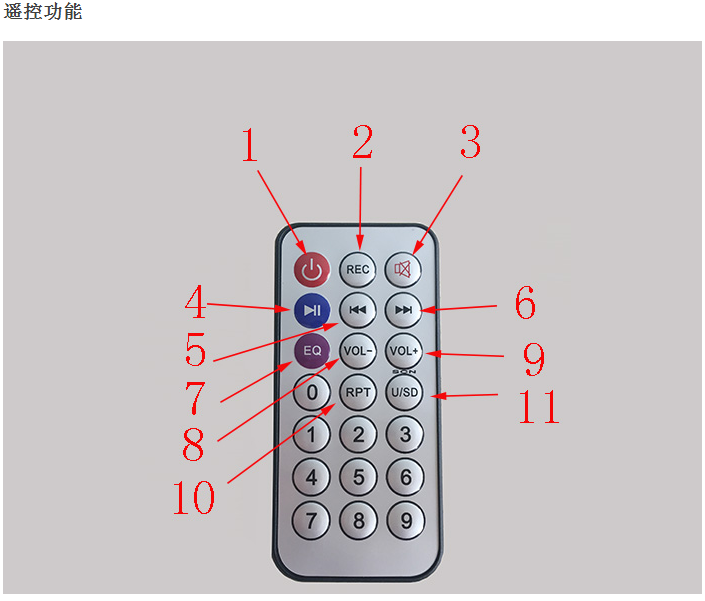 遥控功能
1 2 3
REC
4 6
5
EQ VOL- VOL+
9
7
0 RPT U/SD
11
8
1 2 3
10
4 5 6
7 8 9